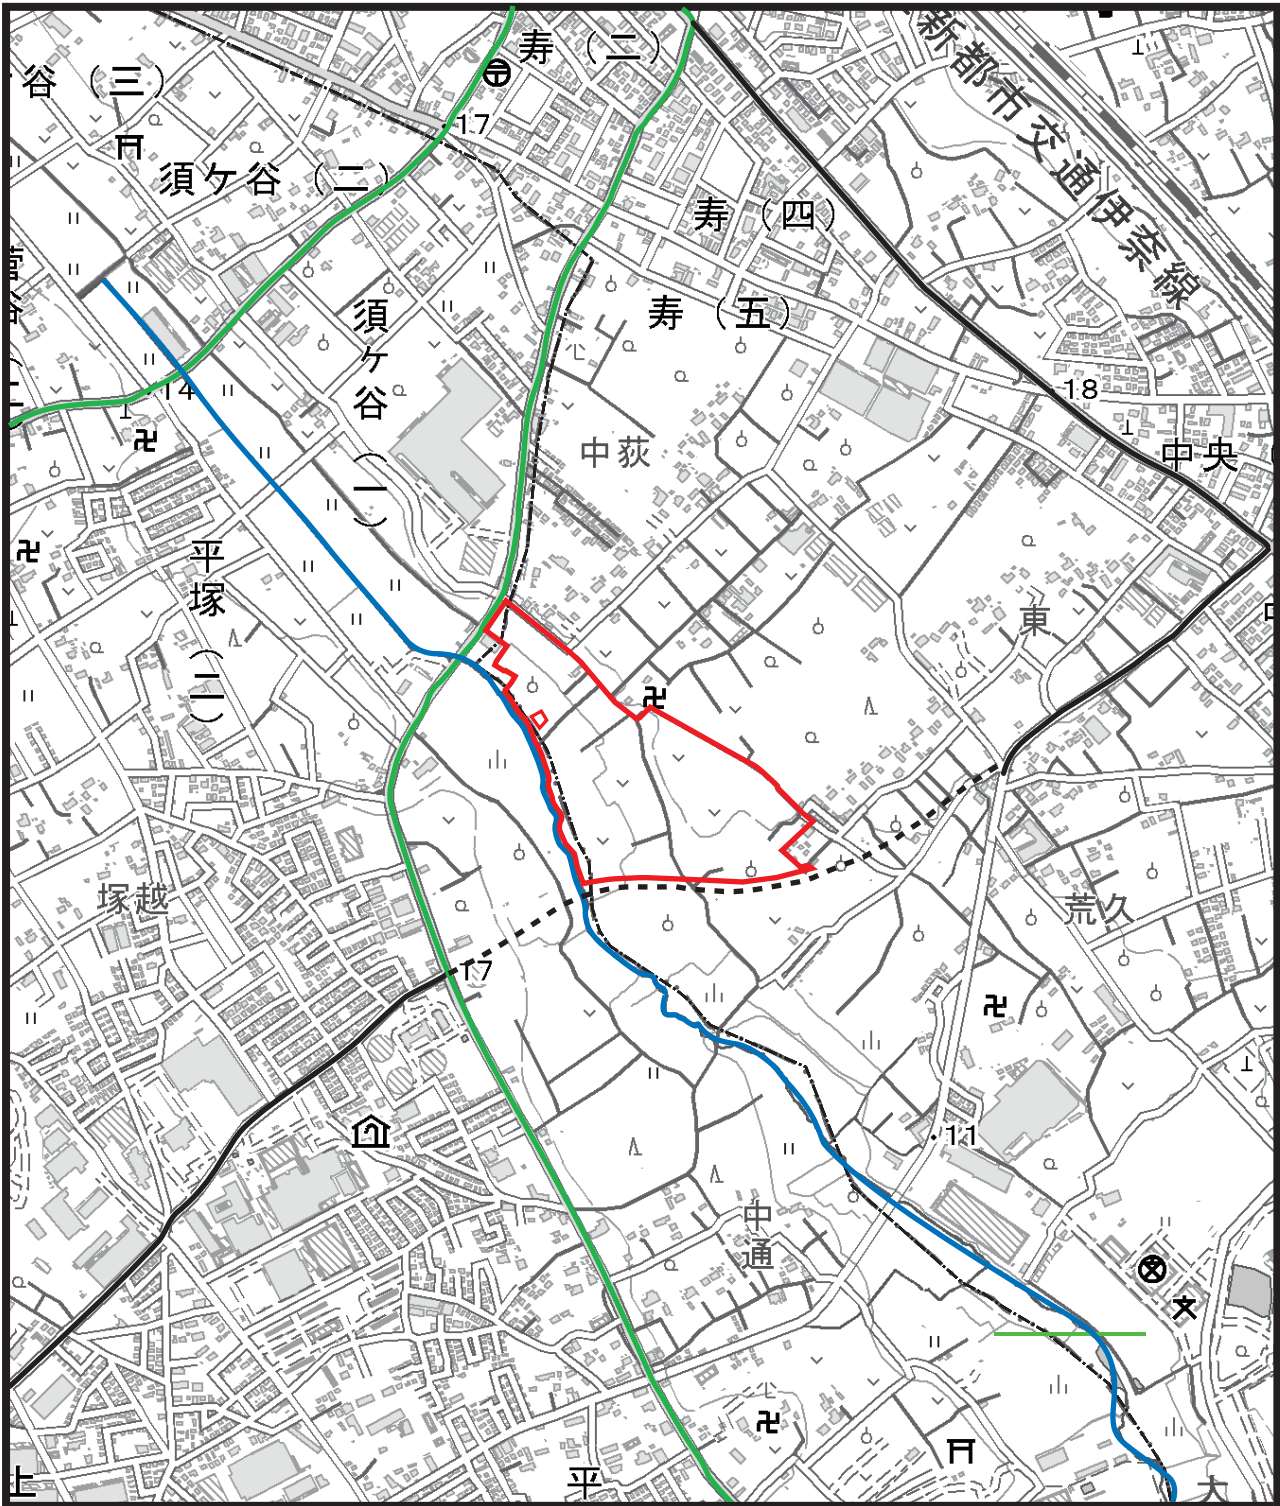 寿（二）
谷（三）
新都市交通伊奈線
17
須ケ谷（二）
寿（四）
寿（五）
須ケ谷（一）
14
18
中荻
中央
平塚（二）
東
塚越
荒久
17
11
中通
上
平